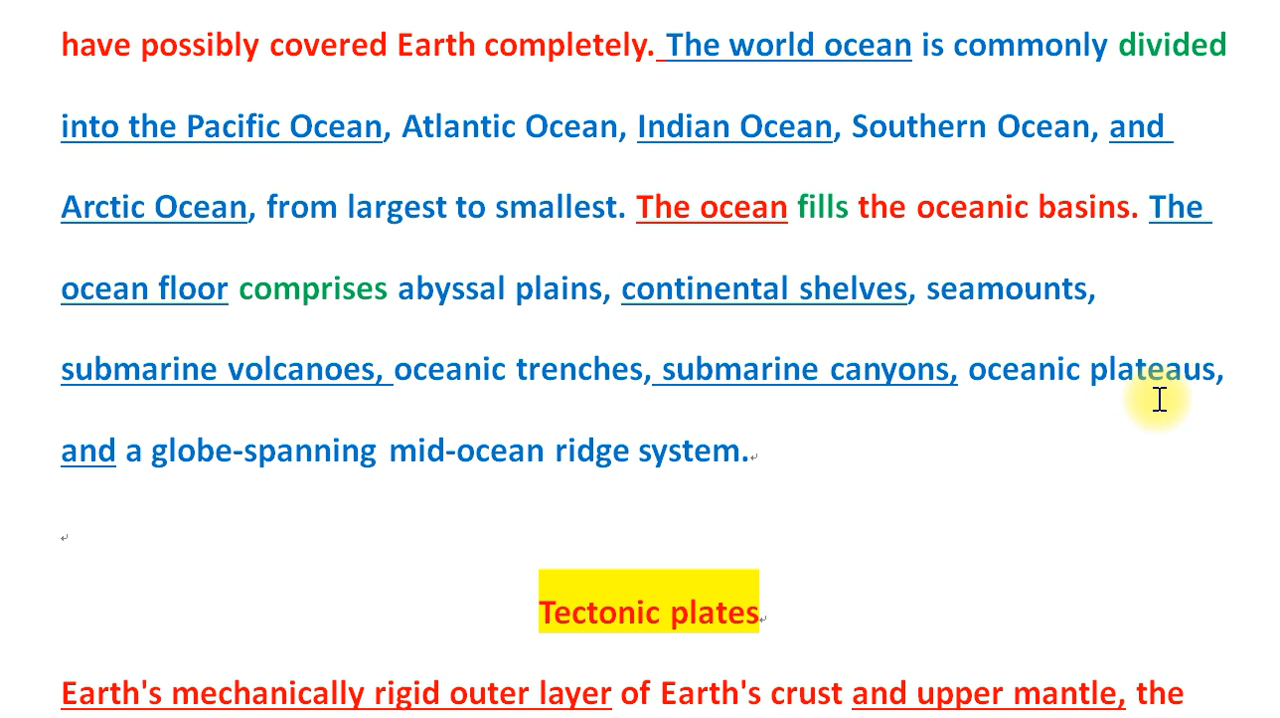 have possibly covered Earth completely. The world ocean is commonly divided
into the Pacific Ocean, Atlantic Ocean, Indian Ocean, Southern Ocean, and
Arctic Ocean, from largest to smallest. The ocean fills the oceanic basins. The
ocean floor comprises abyssal plains, continental shelves, seamounts,
submarine volcanoes, oceanic trenches, submarine canyons, oceanic plateaus,
and a globe-spanning mid-ocean ridge system.
Tectonic plates
Earth's mechanically rigid outer layer of Earth's crust and upper mantle, the